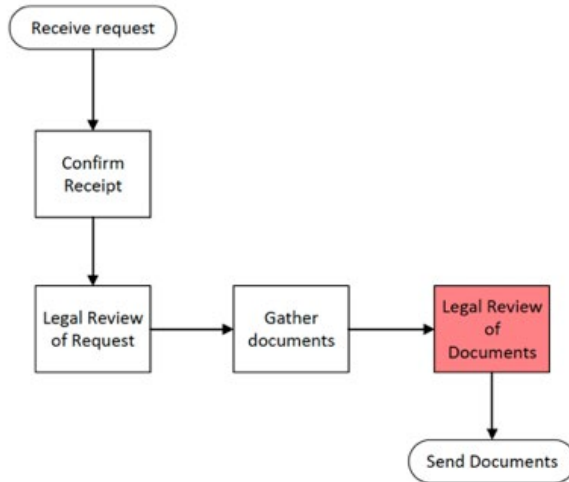 Receive request
Confirm
Receipt
Legal Review
of Request
Gather
documents
Legal Review
of
Documents
Send Documents